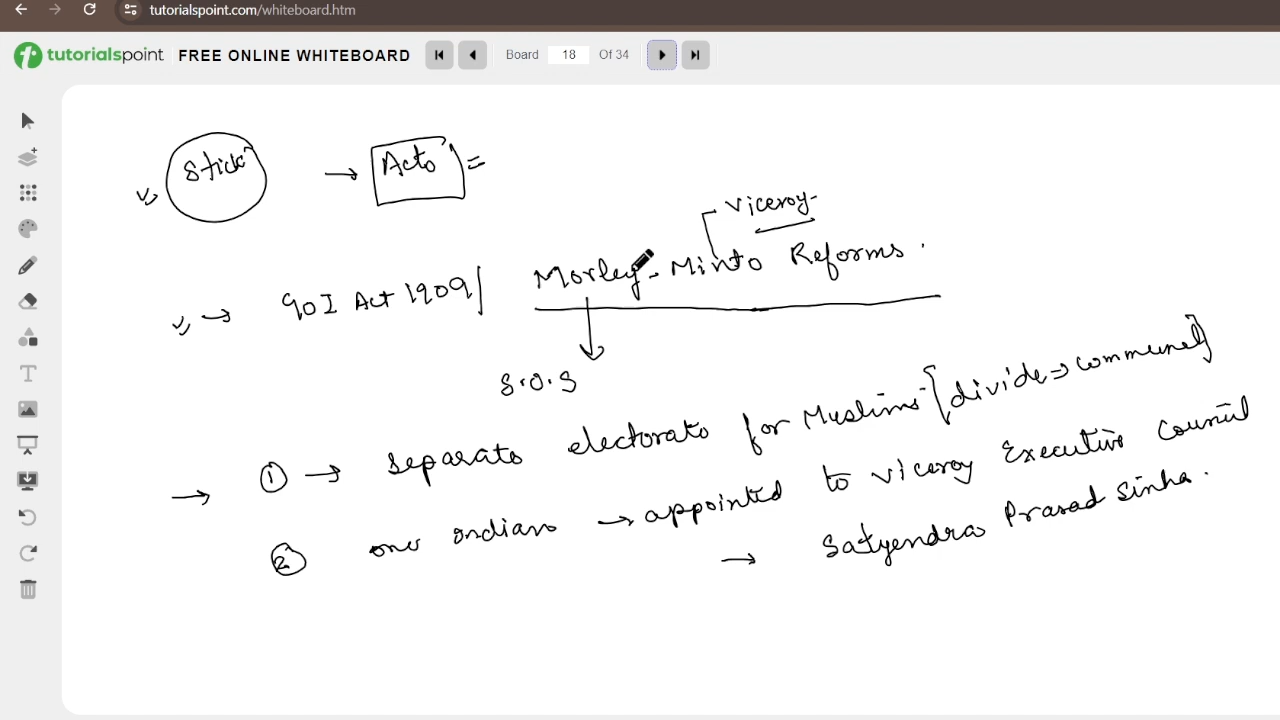 tutorialspoint.com/whiteboard.htm
tutorialspoint FREE ONLINE WHITEBOARD Board 18 Of 34
Stick → Acts =
Viceroy
→ GOI Act 1909 / Morley - Minto Reforms.
S.O.S
→ ① → separate electorate for Muslims {divide ⇒ communal}
② one Indian → appointed to Viceroy Executive Council
→ Satyendra Prasad Sinha.